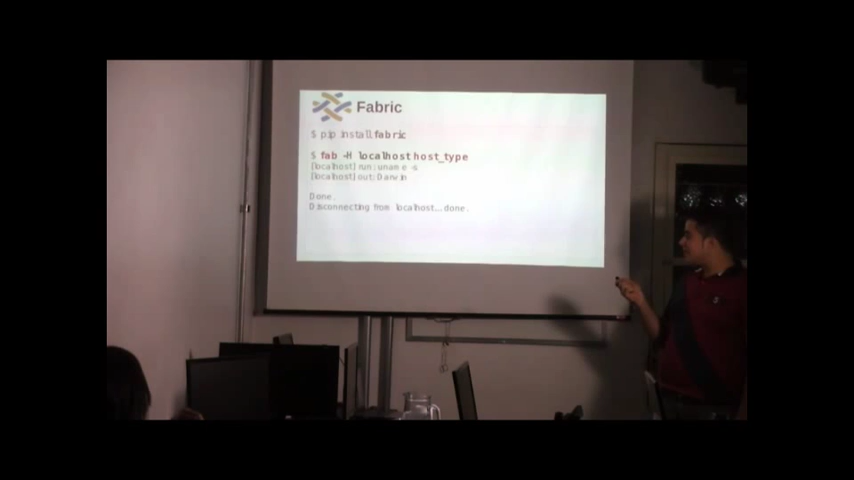 Fabric
$ pip install fabric
$ fab -H localhost host_type
[localhost] run: uname -s
[localhost] out: Darwin
Done.
Disconnecting from localhost... done.